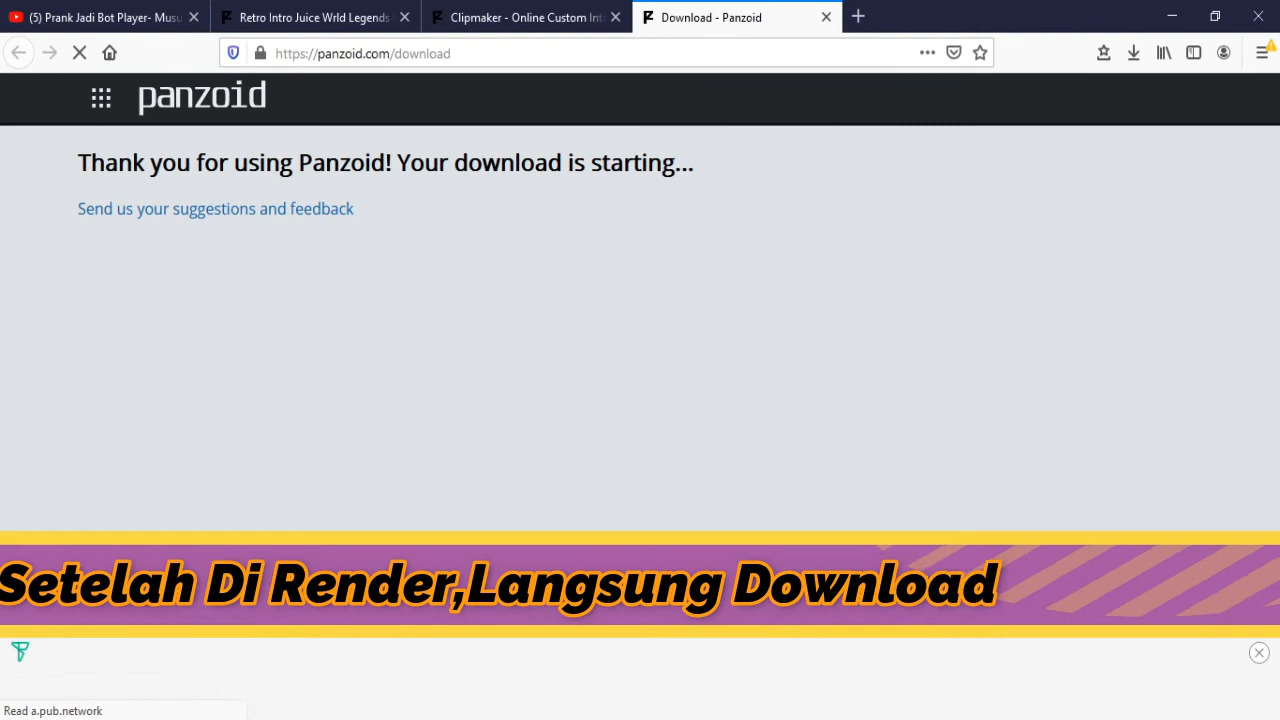 (5) Prank Jadi Bot Player- Musu
Retro Intro Juice Wrld Legends
Clipmaker - Online Custom Int
Download - Panzoid
https://panzoid.com/download
panzoid
Thank you for using Panzoid! Your download is starting...
Send us your suggestions and feedback
Setelah Di Render,Langsung Download
Read a.pub.network